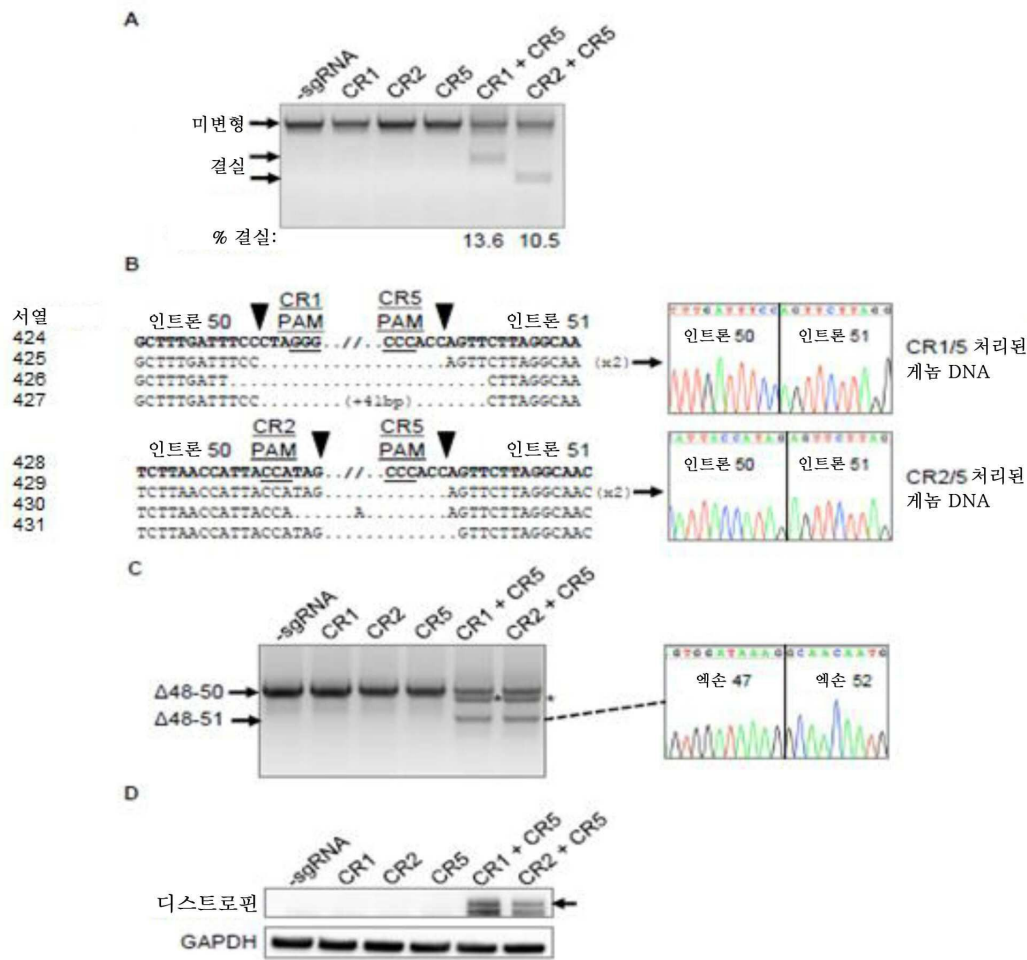 A
-sgRNA CR1 CR2 CR5 CR1 + CR5 CR2 + CR5
미변형
결실
% 결실: 13.6 10.5
B
서열
인트론 50 CR1 PAM CR5 PAM 인트론 51
424 GCTTTGATTTCCCTAGGG..//..CCCACCAGTTCTTAGGCAA
425 GCTTTGATTTCC....................AGTTCTTAGGCAA (x2)
426 GCTTTGATT............................CTTAGGCAA
427 GCTTTGATTTCC.........(+41bp)........CTTAGGCAA
TTTGATTTCC AGTTCTTAGG
인트론 50 인트론 51
CR1/5 처리된
게놈 DNA
인트론 50 CR2 PAM CR5 PAM 인트론 51
428 TCTTAACCATTACCATAG..//..CCCACCAGTTCTTAGGCAAC
429 TCTTAACCATTACCATAG..............AGTTCTTAGGCAAC (x2)
430 TCTTAACCATTACCA......A.........AGTTCTTAGGCAAC
431 TCTTAACCATTACCATAG...............GTTCTTAGGCAAC
ATTACCATAG AGTTCTTAG
인트론 50 인트론 51
CR2/5 처리된
게놈 DNA
C
-sgRNA CR1 CR2 CR5 CR1 + CR5 CR2 + CR5
Δ48-50
* *
Δ48-51
GTGGATAAAG GCAACAATG
엑손 47 엑손 52
D
-sgRNA CR1 CR2 CR5 CR1 + CR5 CR2 + CR5
디스트로핀
GAPDH